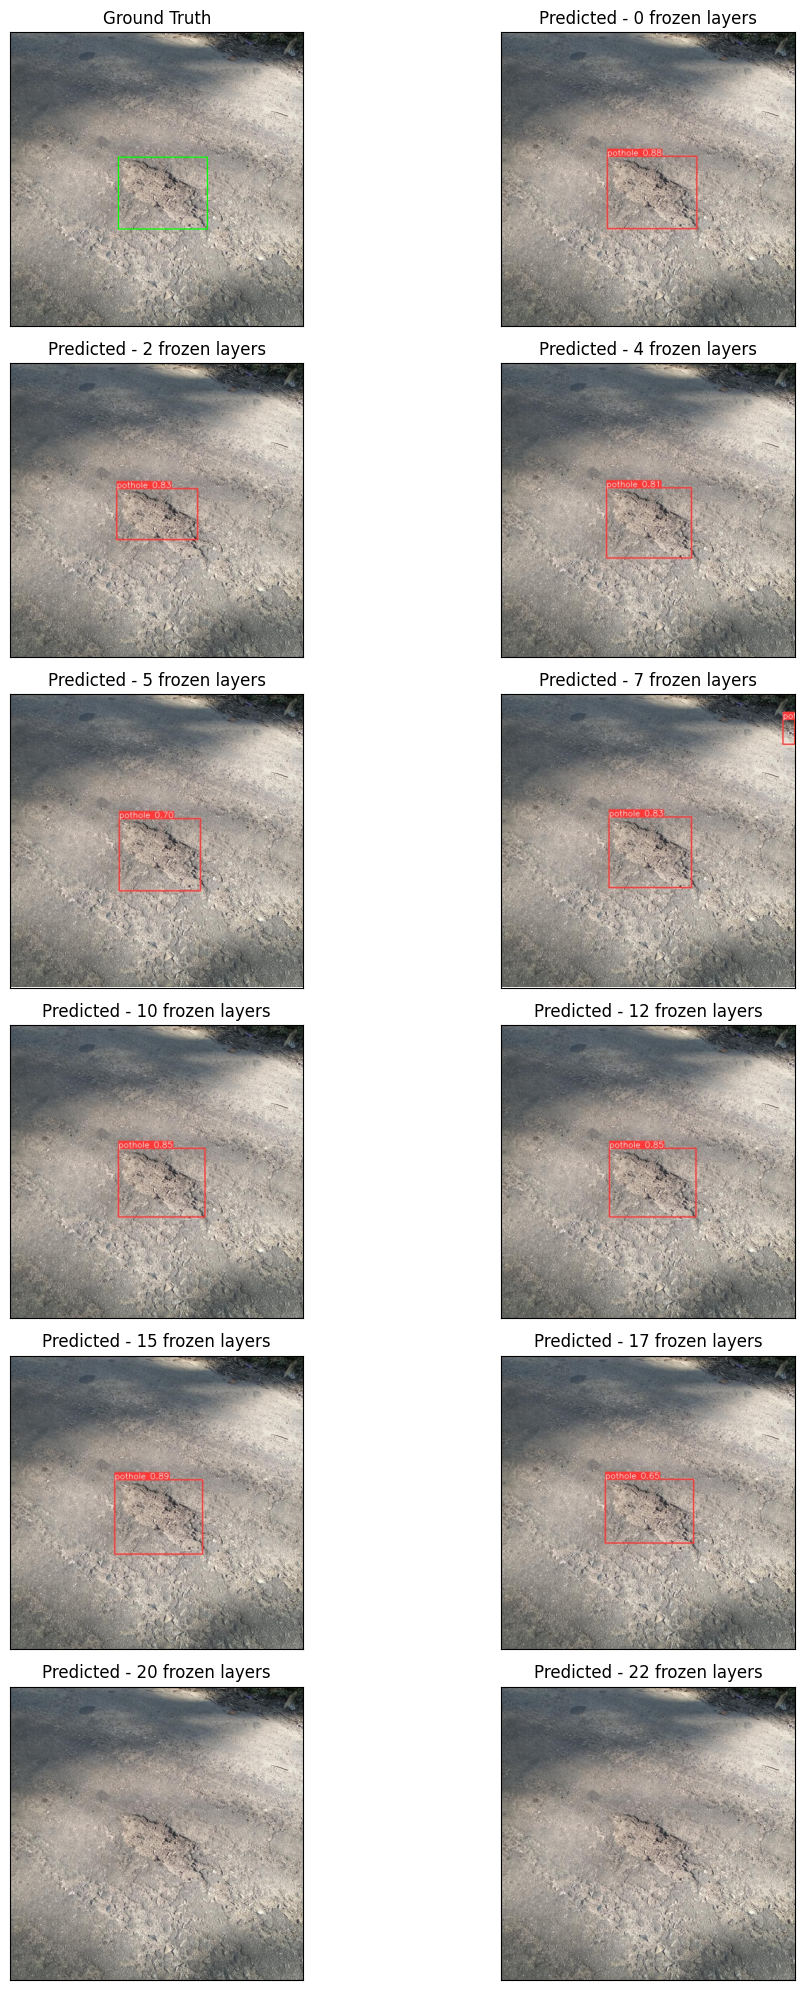 Ground Truth
Predicted - 0 frozen layers
pothole 0.88
Predicted - 2 frozen layers
Predicted - 4 frozen layers
pothole 0.83
pothole 0.81
Predicted - 5 frozen layers
Predicted - 7 frozen layers
pothole 0.70
pothole 0.83
Predicted - 10 frozen layers
Predicted - 12 frozen layers
pothole 0.85
pothole 0.85
Predicted - 15 frozen layers
Predicted - 17 frozen layers
pothole 0.89
pothole 0.65
Predicted - 20 frozen layers
Predicted - 22 frozen layers